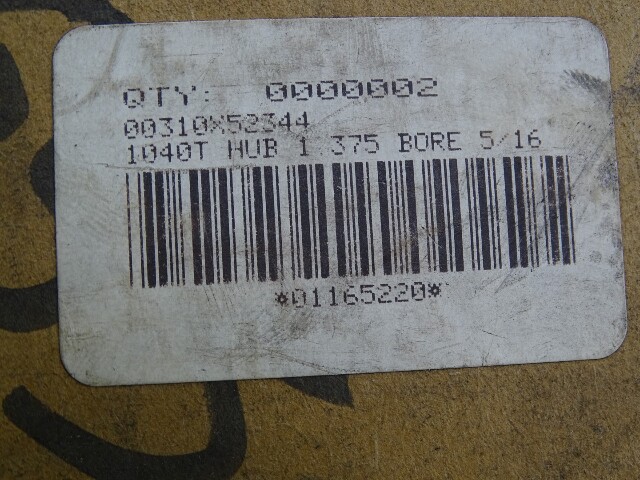 QTY: 0000002
00310X52344
1040T HUB 1 375 BORE 5/16
*01165220*